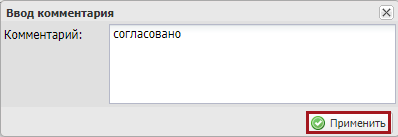 Ввод комментария
Комментарий: согласовано
Применить